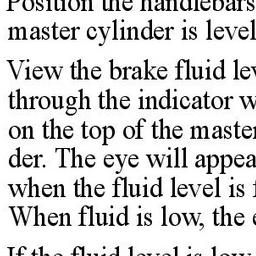 Position the handlebars
master cylinder is level
View the brake fluid lev
through the indicator w
on the top of the master
der. The eye will appea
when the fluid level is f
When fluid is low, the e
If the fluid level is low